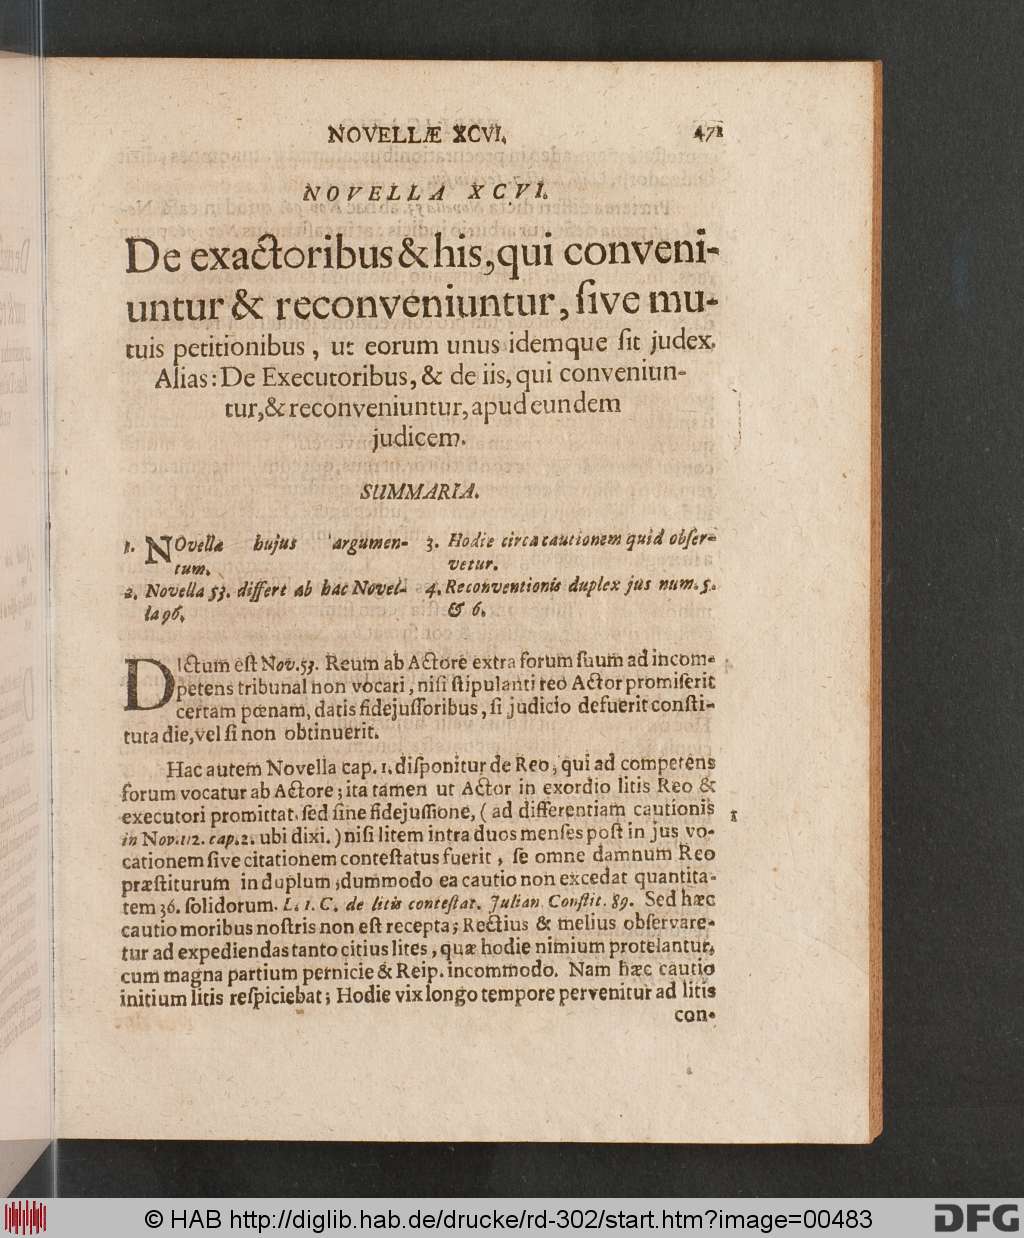 NOVELLÆ XCVI.
471
NOVELLA XCVI.
De exactoribus & his, qui conveni-
untur & reconveniuntur, ſive mu-
tuis petitionibus, ut eorum unus idemque ſit judex.
Alias: De Executoribus, & de iis, qui conveniun-
tur, & reconveniuntur, apud eundem
judicem.
SUMMARIA.
1. NOvella hujus argumen-
tum.
2. Novella 53. differt ab hac Novel-
la 96.
3. Hodie circa cautionem quid obſer-
vetur.
4. Reconventionis duplex jus num. 5.
& 6.
DIctum eſt Nov. 53. Reum ab Actore extra forum ſuum ad incom-
petens tribunal non vocari, niſi ſtipulanti reo Actor promiſerit
certam pœnam, datis fidejuſſoribus, ſi judicio defuerit conſti-
tuta die, vel ſi non obtinuerit.
Hac autem Novella cap. 1. diſponitur de Reo, qui ad competens
forum vocatur ab Actore; ita tamen ut Actor in exordio litis Reo &
executori promittat, ſed ſine fidejuſſione, (ad differentiam cautionis
1
in Nov. 112. cap. 2. ubi dixi.) niſi litem intra duos menſes poſt in jus vo-
cationem ſive citationem conteſtatus fuerit, ſe omne damnum Reo
præſtiturum in duplum; dummodo ea cautio non excedat quantita-
tem 36. ſolidorum. L. 1. C. de litis conteſtat. Julian. Conſtit. 89. Sed hæc
cautio moribus noſtris non eſt recepta; Rectius & melius obſervare-
tur ad expediendas tanto citius lites, quæ hodie nimium protelantur,
cum magna partium pernicie & Reip. incommodo. Nam hæc cautio
initium litis reſpiciebat; Hodie vix longo tempore pervenitur ad litis
con-
© HAB http://diglib.hab.de/drucke/rd-302/start.htm?image=00483
DFG